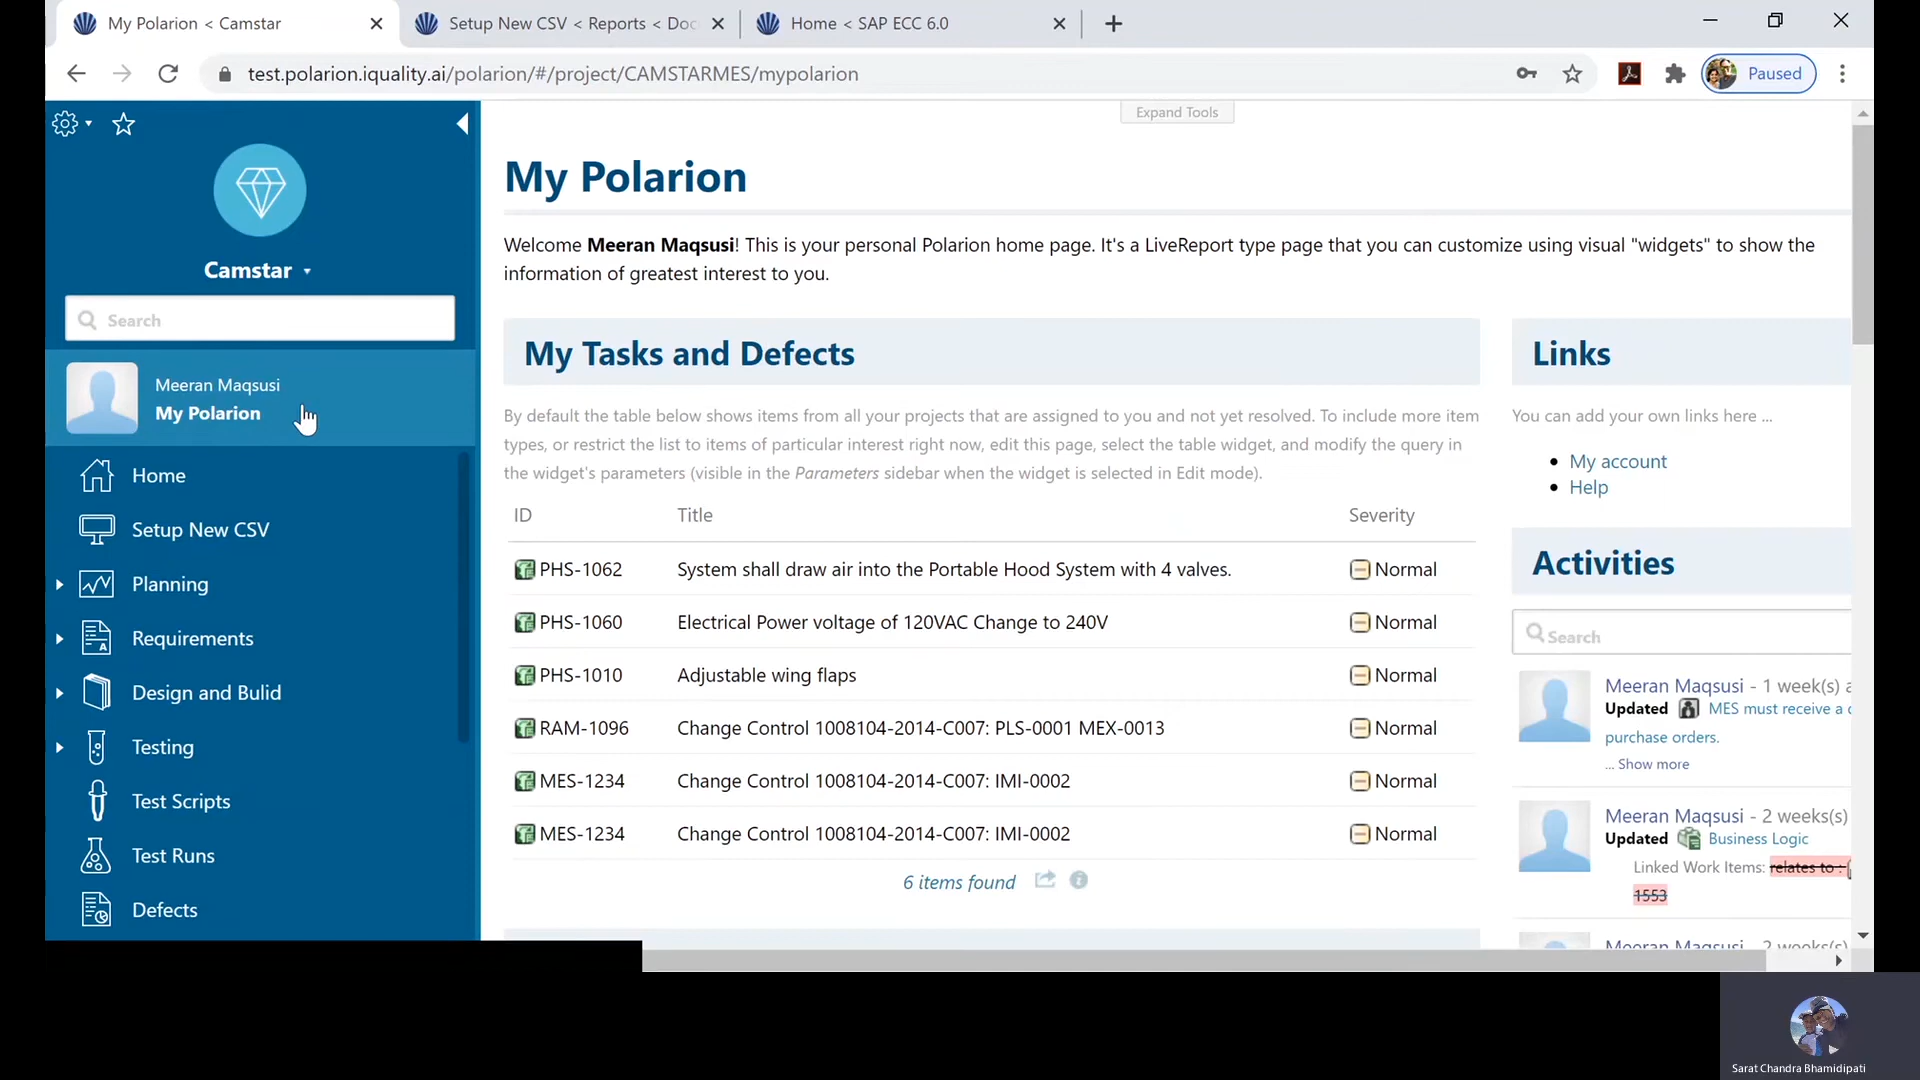 My Polarion < Camstar
Setup New CSV < Reports < Doc
Home < SAP ECC 6.0
test.polarion.iquality.ai/polarion/#/project/CAMSTARMES/mypolarion
Paused
Expand Tools
Camstar
Search
Meeran Maqsusi
My Polarion
Home
Setup New CSV
Planning
Requirements
Design and Bulid
Testing
Test Scripts
Test Runs
Defects
My Polarion
Welcome Meeran Maqsusi! This is your personal Polarion home page. It's a LiveReport type page that you can customize using visual "widgets" to show the
information of greatest interest to you.
My Tasks and Defects
By default the table below shows items from all your projects that are assigned to you and not yet resolved. To include more item
types, or restrict the list to items of particular interest right now, edit this page, select the table widget, and modify the query in
the widget's parameters (visible in the Parameters sidebar when the widget is selected in Edit mode).
ID Title Severity
PHS-1062 System shall draw air into the Portable Hood System with 4 valves. Normal
PHS-1060 Electrical Power voltage of 120VAC Change to 240V Normal
PHS-1010 Adjustable wing flaps Normal
RAM-1096 Change Control 1008104-2014-C007: PLS-0001 MEX-0013 Normal
MES-1234 Change Control 1008104-2014-C007: IMI-0002 Normal
MES-1234 Change Control 1008104-2014-C007: IMI-0002 Normal
6 items found
Links
You can add your own links here ...
My account
Help
Activities
Search
Meeran Maqsusi - 1 week(s) a
Updated MES must receive a
purchase orders.
... Show more
Meeran Maqsusi - 2 weeks(s)
Updated Business Logic
Linked Work Items: relates to :
1553
Meeran Maqsusi - 2 weeks(s)
Sarat Chandra Bhamidipati